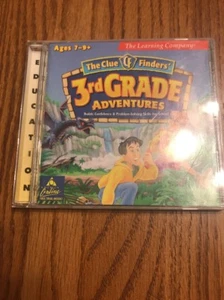 Ages 7-9+
The Learning Company
EDUCATION
The Clue Finders'
3rd GRADE
ADVENTURES